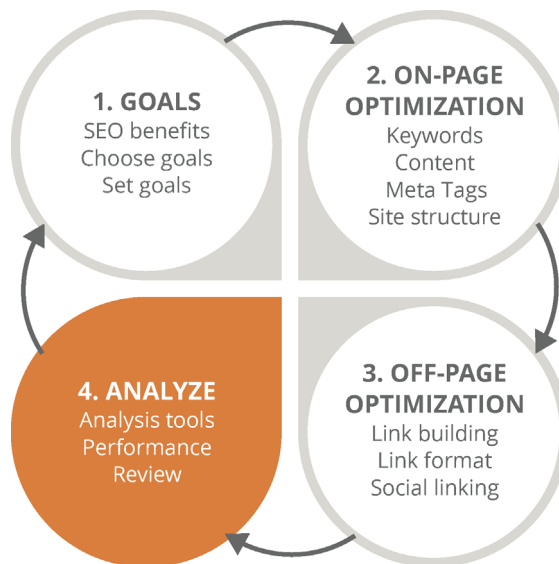 1. GOALS
SEO benefits
Choose goals
Set goals
2. ON-PAGE
OPTIMIZATION
Keywords
Content
Meta Tags
Site structure
3. OFF-PAGE
OPTIMIZATION
Link building
Link format
Social linking
4. ANALYZE
Analysis tools
Performance
Review